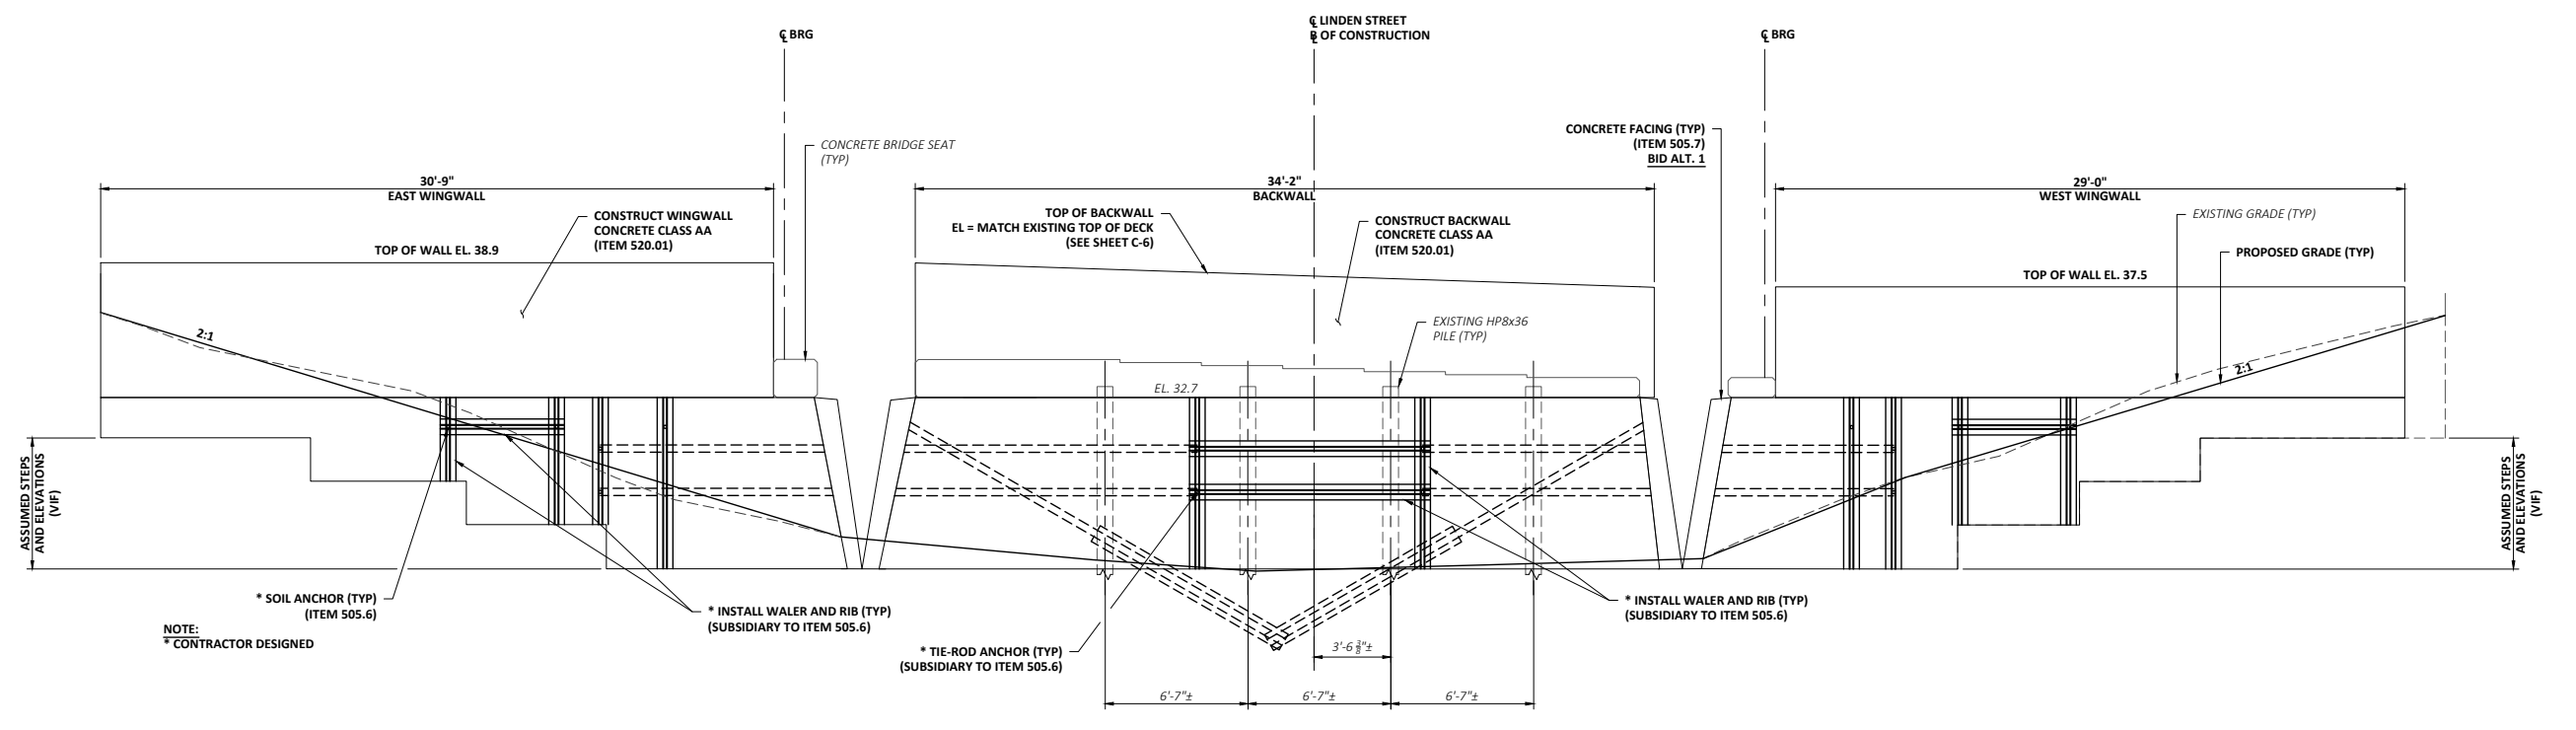 ℄ LINDEN STREET
℄ OF CONSTRUCTION
℄ BRG
℄ BRG
CONCRETE BRIDGE SEAT
(TYP)
CONCRETE FACING (TYP)
(ITEM 505.7)
BID ALT. 1
30'-9"
EAST WINGWALL
34'-2"
BACKWALL
29'-0"
WEST WINGWALL
CONSTRUCT WINGWALL
CONCRETE CLASS AA
(ITEM 520.01)
TOP OF BACKWALL
EL = MATCH EXISTING TOP OF DECK
(SEE SHEET C-6)
CONSTRUCT BACKWALL
CONCRETE CLASS AA
(ITEM 520.01)
EXISTING GRADE (TYP)
PROPOSED GRADE (TYP)
TOP OF WALL EL. 38.9
TOP OF WALL EL. 37.5
2:1
EXISTING HP8x36
PILE (TYP)
2:1
EL. 32.7
ASSUMED STEPS
AND ELEVATIONS
(VIF)
ASSUMED STEPS
AND ELEVATIONS
(VIF)
* SOIL ANCHOR (TYP)
(ITEM 505.6)
* INSTALL WALER AND RIB (TYP)
(SUBSIDIARY TO ITEM 505.6)
* INSTALL WALER AND RIB (TYP)
(SUBSIDIARY TO ITEM 505.6)
NOTE:
* CONTRACTOR DESIGNED
* TIE-ROD ANCHOR (TYP)
(SUBSIDIARY TO ITEM 505.6)
3'-6 3/8"±
6'-7"±
6'-7"±
6'-7"±